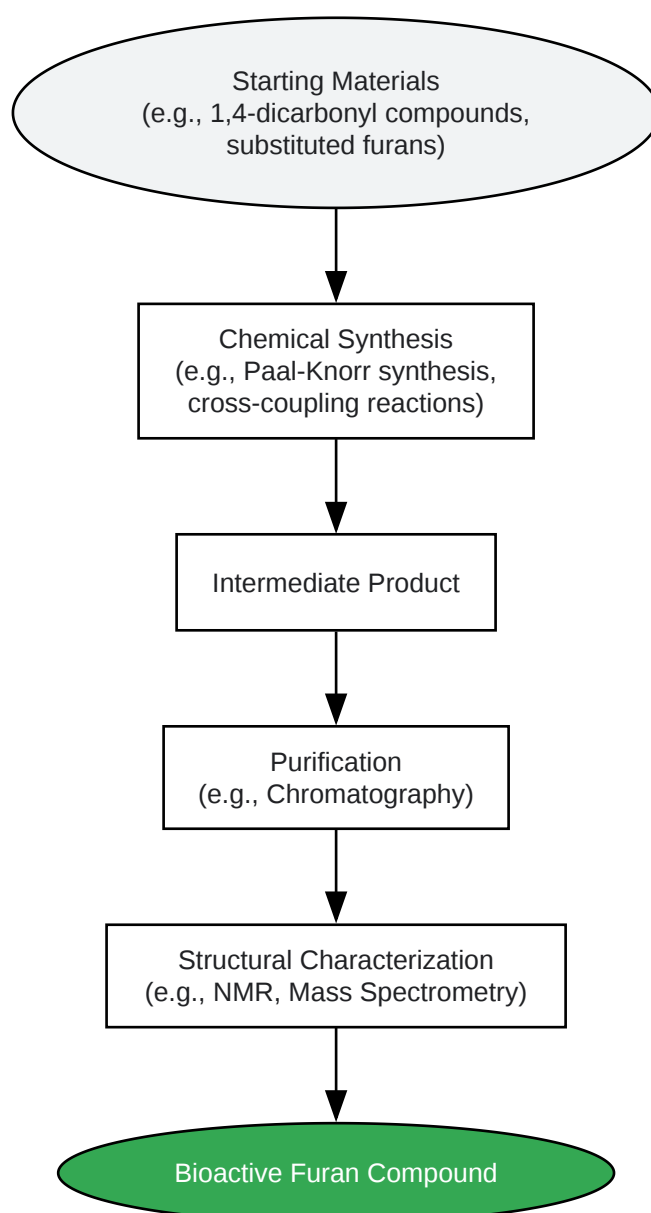 Starting Materials
(e.g., 1,4-dicarbonyl compounds,
substituted furans)
Chemical Synthesis
(e.g., Paal-Knorr synthesis,
cross-coupling reactions)
Intermediate Product
Purification
(e.g., Chromatography)
Structural Characterization
(e.g., NMR, Mass Spectrometry)
Bioactive Furan Compound